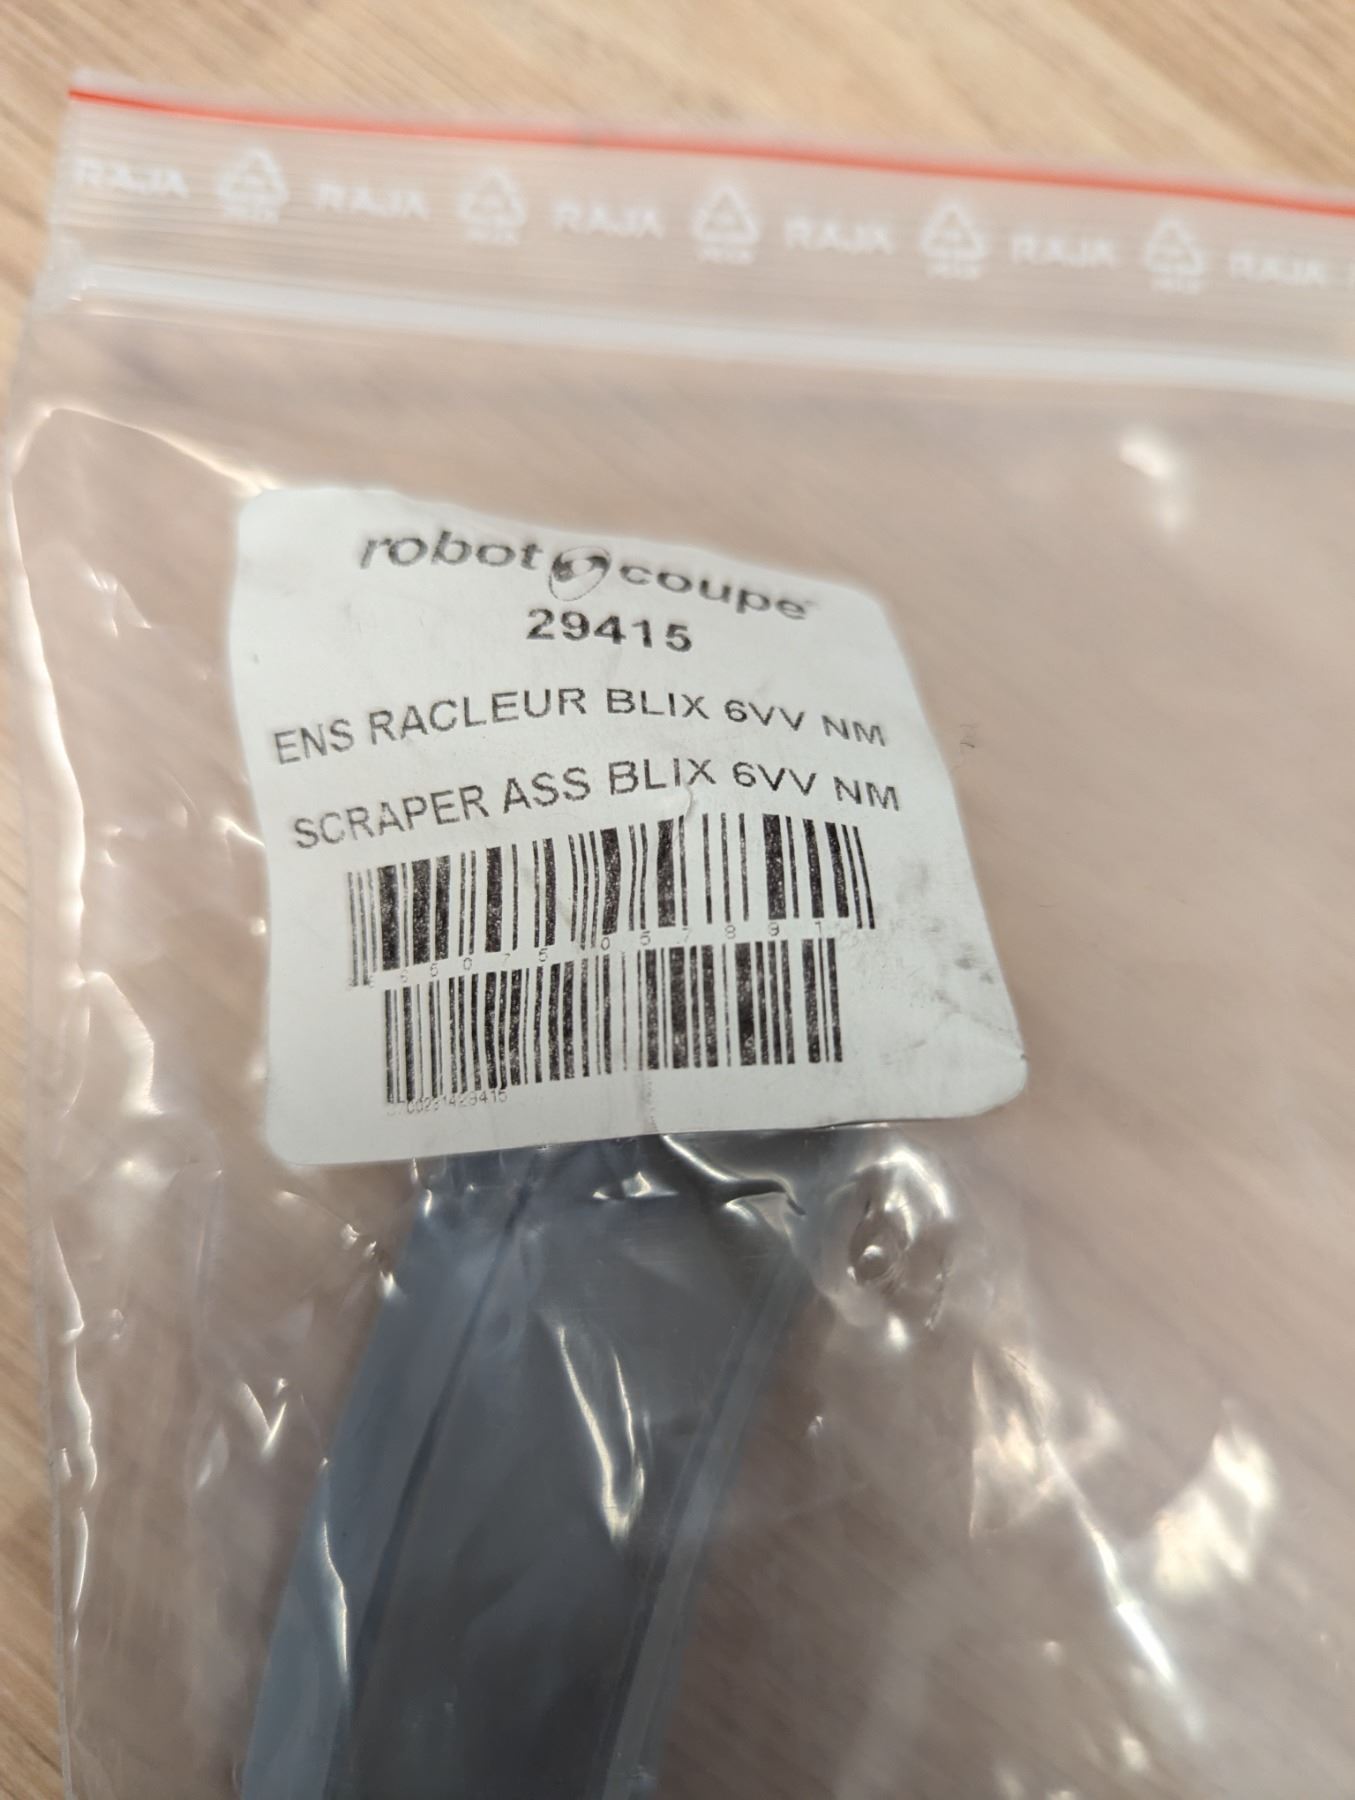 RAJA RAJA RAJA RAJA RAJA RAJA
robot coupe
29415
ENS RACLEUR BLIX 6VV NM
SCRAPER ASS BLIX 6VV NM